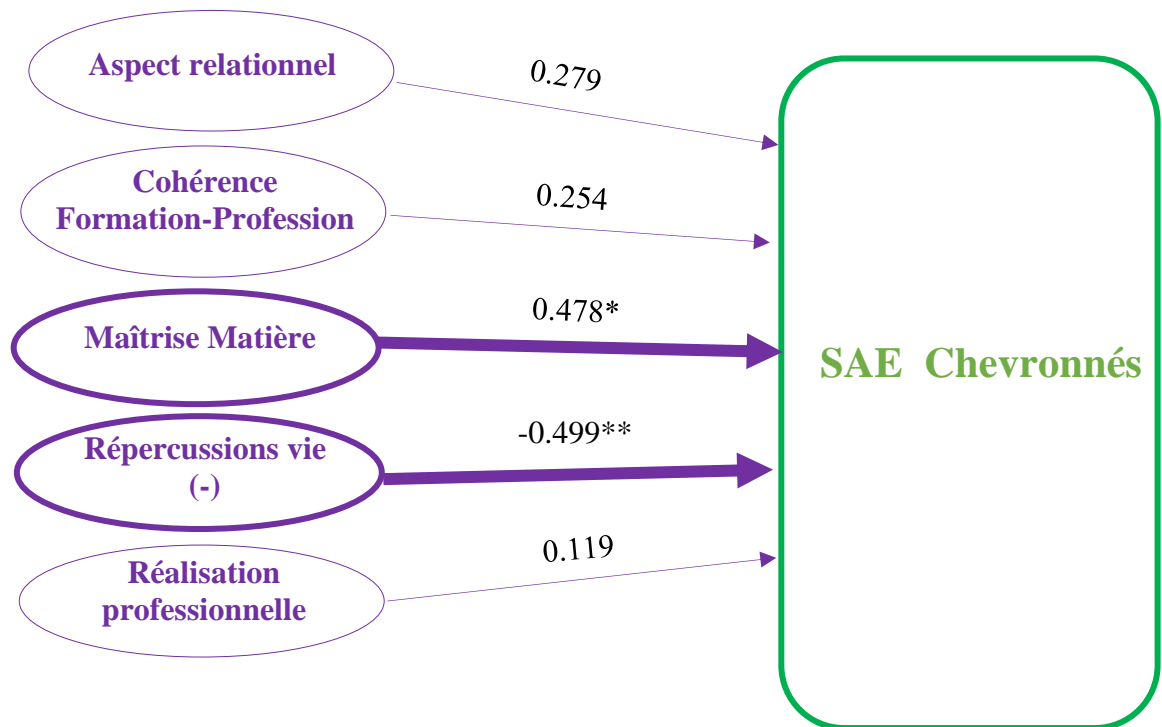 Aspect relationnel
0.279
Cohérence
Formation-Profession
0.254
Maîtrise Matière
0.478*
SAE Chevronnés
Répercussions vie
(-)
-0.499**
Réalisation
professionnelle
0.119